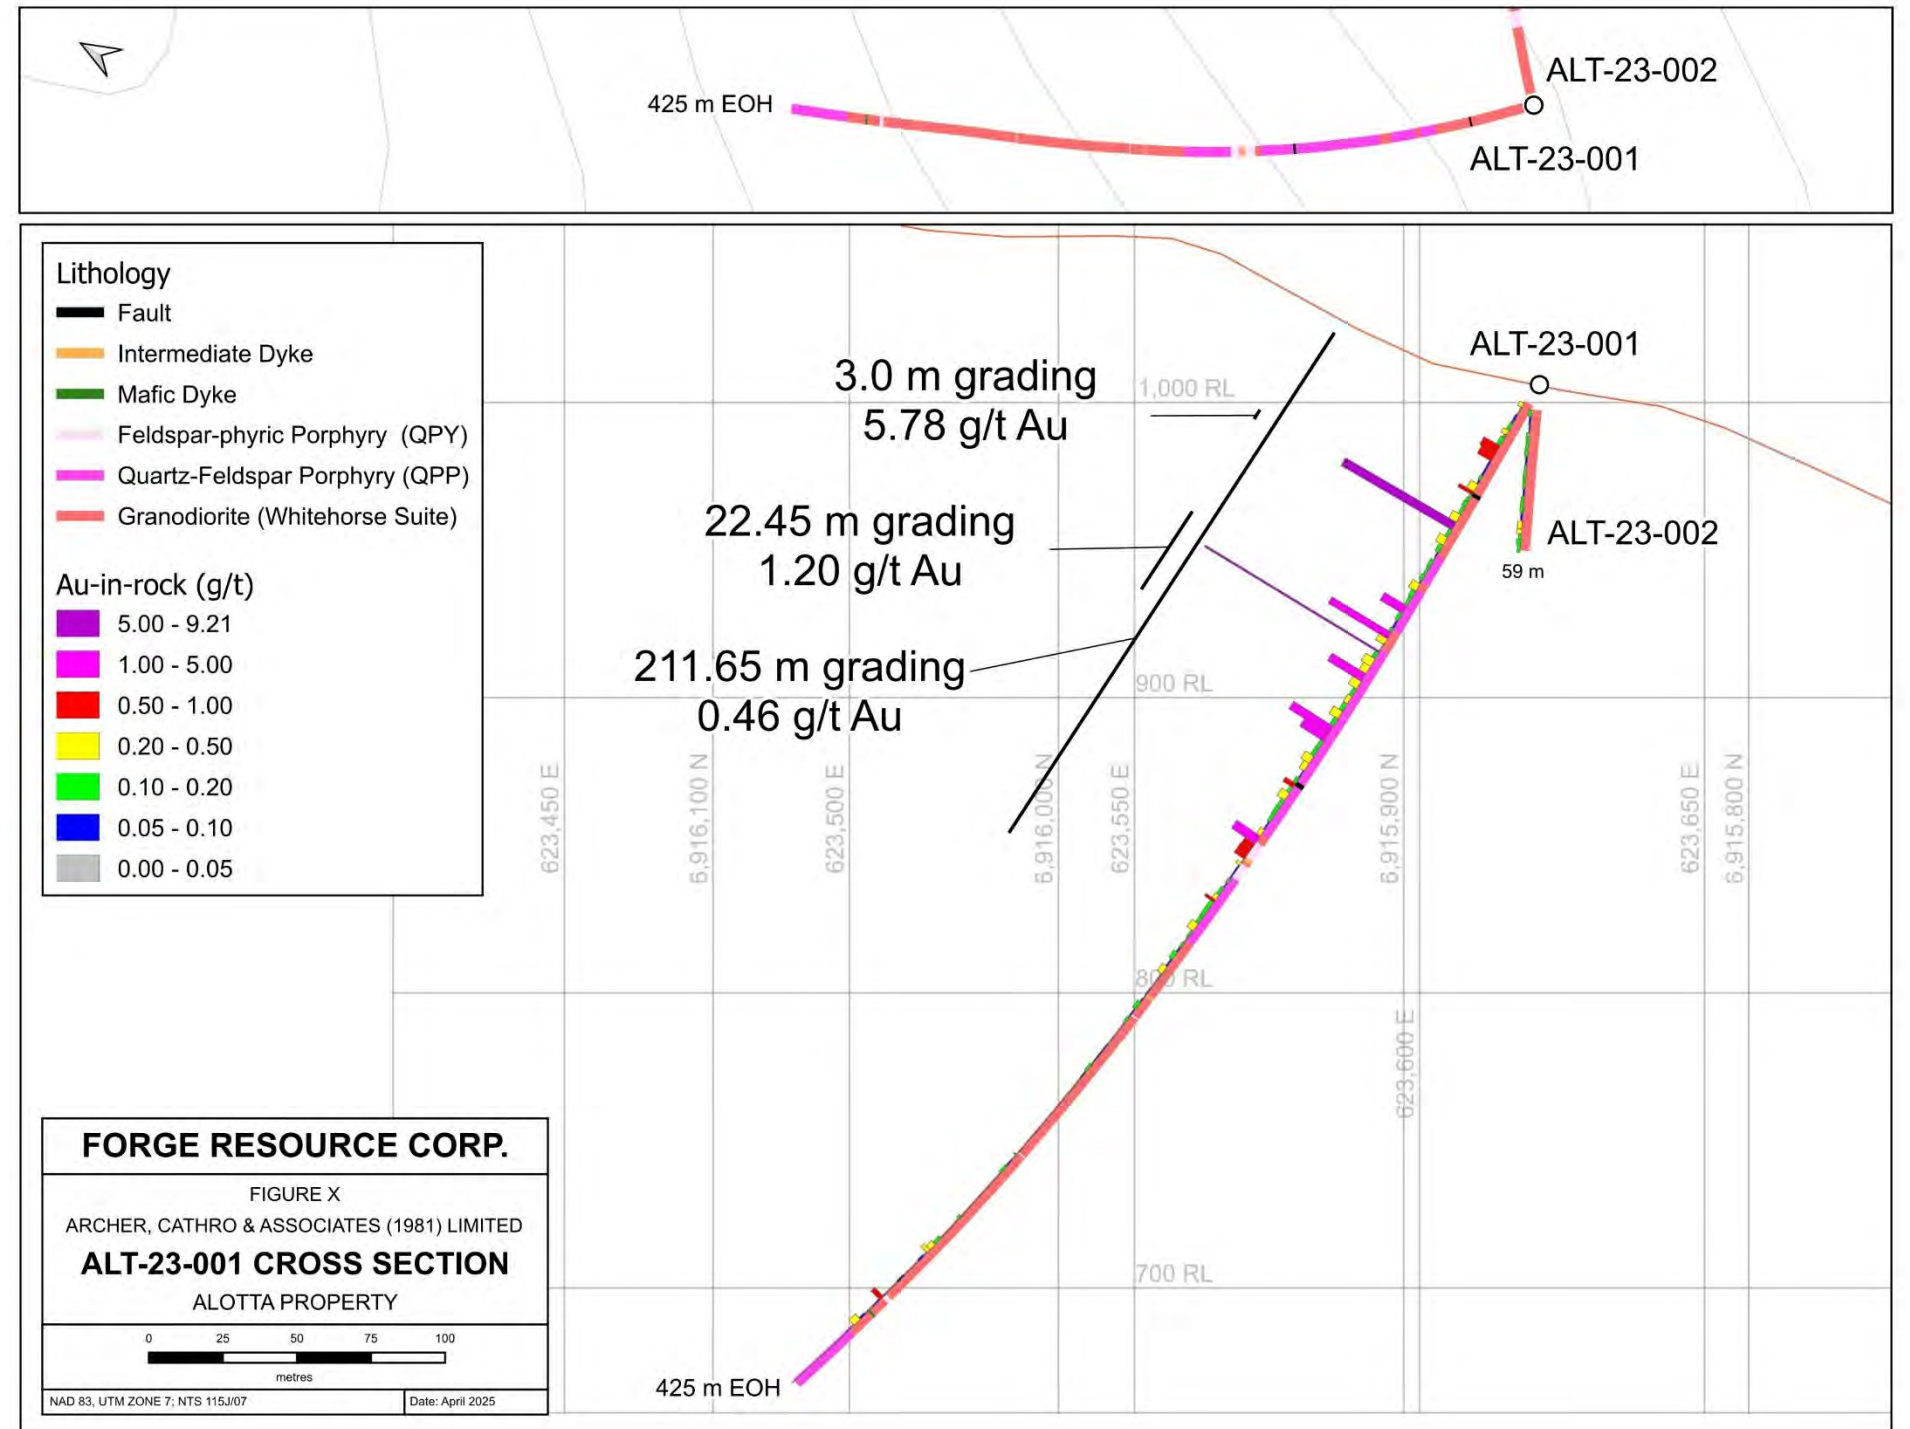 ALT-23-002
425 m EOH
ALT-23-001
Lithology
Fault
Intermediate Dyke
Mafic Dyke
Feldspar-phyric Porphyry (QPY)
Quartz-Feldspar Porphyry (QPP)
Granodiorite (Whitehorse Suite)
Au-in-rock (g/t)
5.00 - 9.21
1.00 - 5.00
0.50 - 1.00
0.20 - 0.50
0.10 - 0.20
0.05 - 0.10
0.00 - 0.05
ALT-23-001
3.0 m grading
5.78 g/t Au
1,000 RL
22.45 m grading
1.20 g/t Au
ALT-23-002
59 m
211.65 m grading
0.46 g/t Au
900 RL
623,450 E
6,916,100 N
623,500 E
6,916,000 N
623,550 E
6,915,900 N
623,650 E
6,915,800 N
800 RL
623,600 E
700 RL
425 m EOH
FORGE RESOURCE CORP.
FIGURE X
ARCHER, CATHRO & ASSOCIATES (1981) LIMITED
ALT-23-001 CROSS SECTION
ALOTTA PROPERTY
0 25 50 75 100
metres
NAD 83, UTM ZONE 7; NTS 115J/07
Date: April 2025